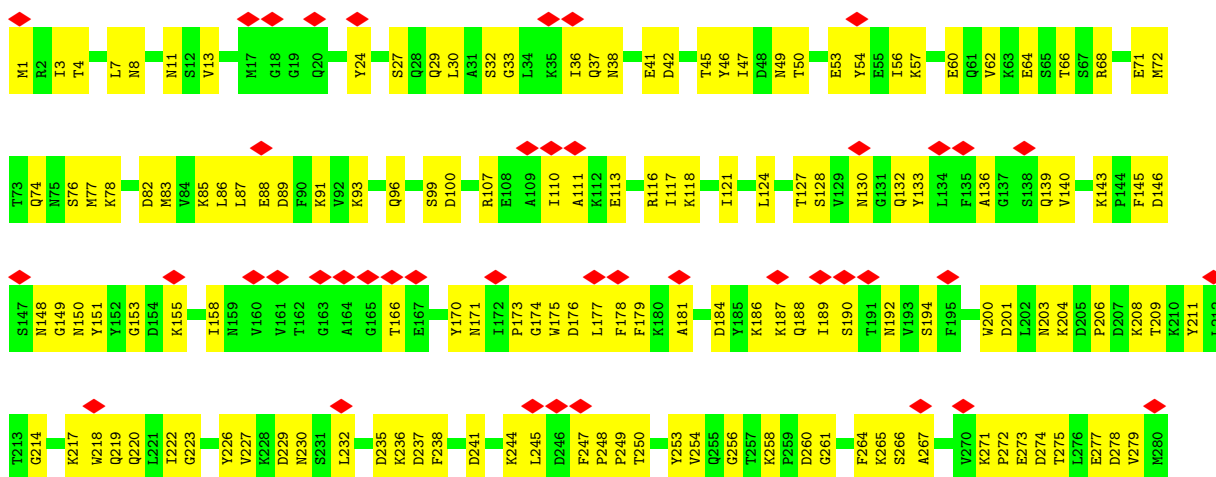 M1 R2 I3 T4 L7 N8 N11 S12 V13 M17 G18 G19 Q20 Y24 S27 Q28 Q29 L30 A31 S32 G33 L34 K35 I36 Q37 N38 E41 D42 T45 Y46 I47 D48 N49 T50 E53 Y54 E55 I56 K57 E60 Q61 V62 K63 E64 S65 T66 S67 R68 E71 M72
T73 Q74 N75 S76 M77 K78 D82 M83 V84 K85 L86 L87 E88 D89 F90 K91 V92 K93 Q96 S99 D100 R107 E108 A109 I110 A111 K112 E113 R116 I117 K118 I121 L124 T127 S128 V129 N130 G131 Q132 Y133 L134 F135 A136 G137 S138 Q139 V140 K143 P144 F145 D146
S147 N148 G149 N150 Y151 Y152 G153 D154 K155 I158 N159 V160 V161 T162 G163 A164 G165 T166 E167 Y170 N171 I172 P173 G174 W175 D176 L177 F178 F179 K180 A181 D184 Y185 K186 K187 Q188 I189 S190 T191 N192 V193 S194 F195 W200 D201 L202 N203 K204 D205 P206 D207 K208 T209 K210 Y211 L212
T213 G214 K217 W218 Q219 Q220 L221 I222 G223 Y226 V227 K228 D229 N230 S231 L232 D235 K236 D237 F238 D241 K244 L245 D246 F247 P248 P249 T250 Y253 V254 Q255 G256 T257 K258 P259 D260 G261 F264 K265 S266 A267 V270 K271 P272 E273 D274 T275 L276 E277 D278 V279 M280